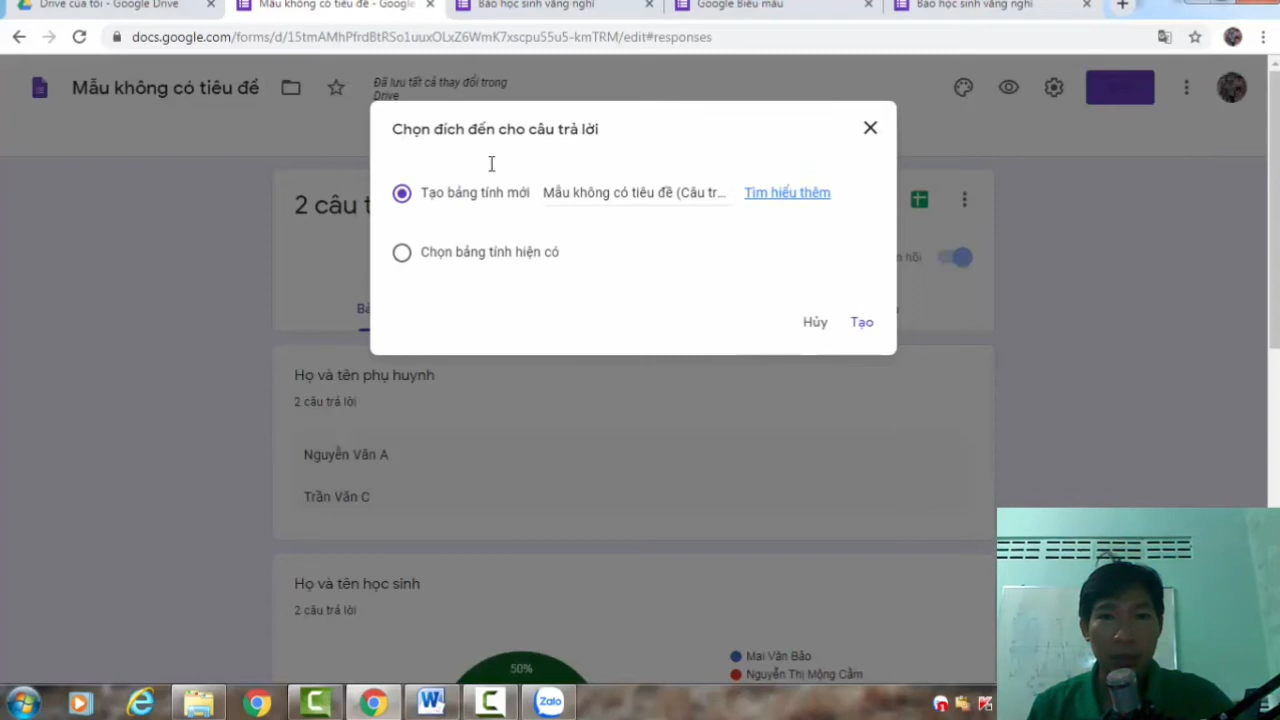 Drive của tôi - Google Drive
Mẫu không có tiêu đề - Google
Báo học sinh vắng nghỉ
Google Biểu mẫu
Báo học sinh vắng nghỉ
docs.google.com/forms/d/15tmAMhPfrdBtRSo1uuxOLxZ6WmK7xscpu55u5-kmTRM/edit#responses
Mẫu không có tiêu đề
Đã lưu tất cả thay đổi trong
Drive
Chọn đích đến cho câu trả lời
Tạo bảng tính mới Mẫu không có tiêu đề (Câu tr... Tìm hiểu thêm
2 câu t
Chọn bảng tính hiện có
n hồi
Hủy Tạo
Họ và tên phụ huynh
2 câu trả lời
Nguyễn Văn A
Trần Văn C
Họ và tên học sinh
2 câu trả lời
50%
Mai Văn Bảo
Nguyễn Thị Mộng Cầm
Zalo